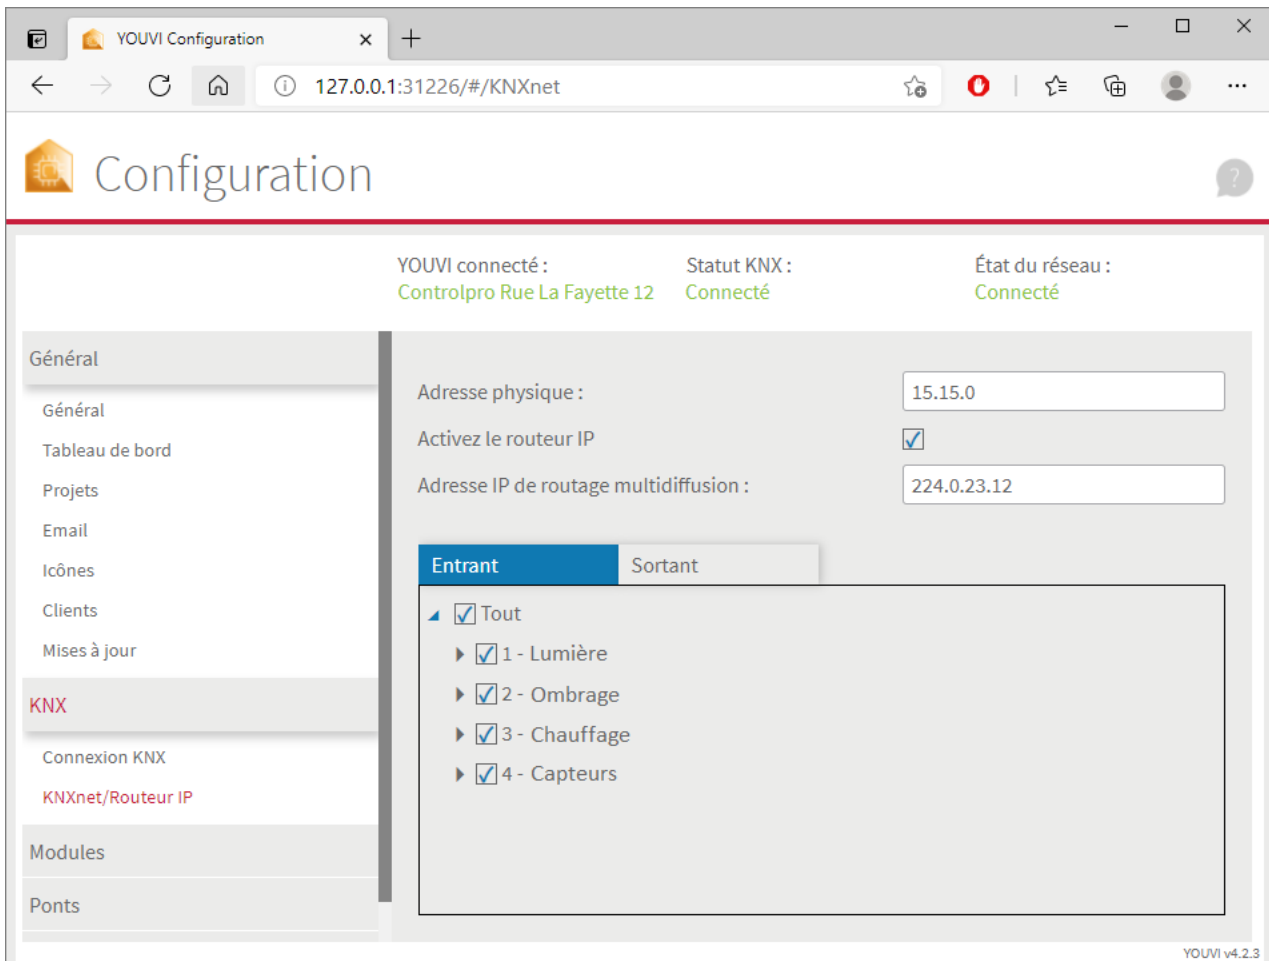 YOUVI Configuration
127.0.0.1:31226/#/KNXnet
Configuration
?
YOUVI connecté :
Controlpro Rue La Fayette 12
Statut KNX :
Connecté
État du réseau :
Connecté
Général
Général
Tableau de bord
Projets
Email
Icônes
Clients
Mises à jour
KNX
Connexion KNX
KNXnet/Routeur IP
Modules
Ponts
Adresse physique : 15.15.0
Activez le routeur IP
Adresse IP de routage multidiffusion : 224.0.23.12
Entrant Sortant
Tout
1 - Lumière
2 - Ombrage
3 - Chauffage
4 - Capteurs
YOUVI v4.2.3